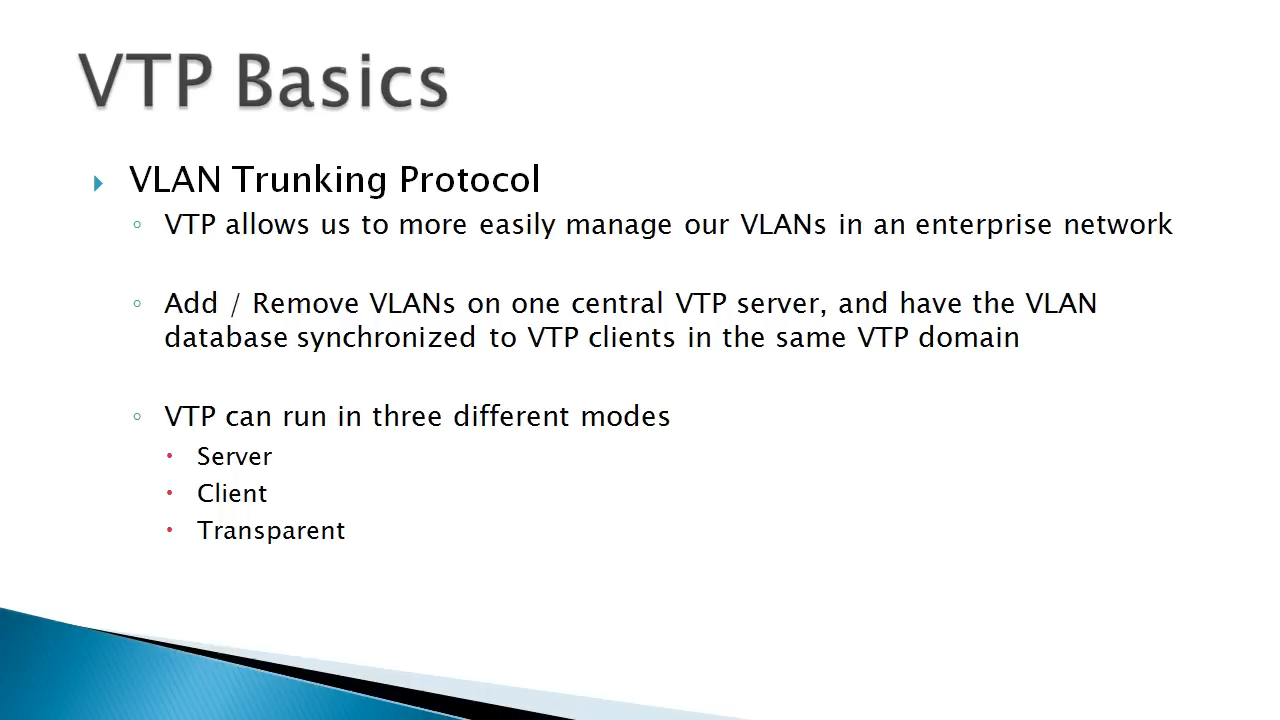 VTP Basics
VLAN Trunking Protocol
VTP allows us to more easily manage our VLANs in an enterprise network
Add / Remove VLANs on one central VTP server, and have the VLAN
database synchronized to VTP clients in the same VTP domain
VTP can run in three different modes
Server
Client
Transparent